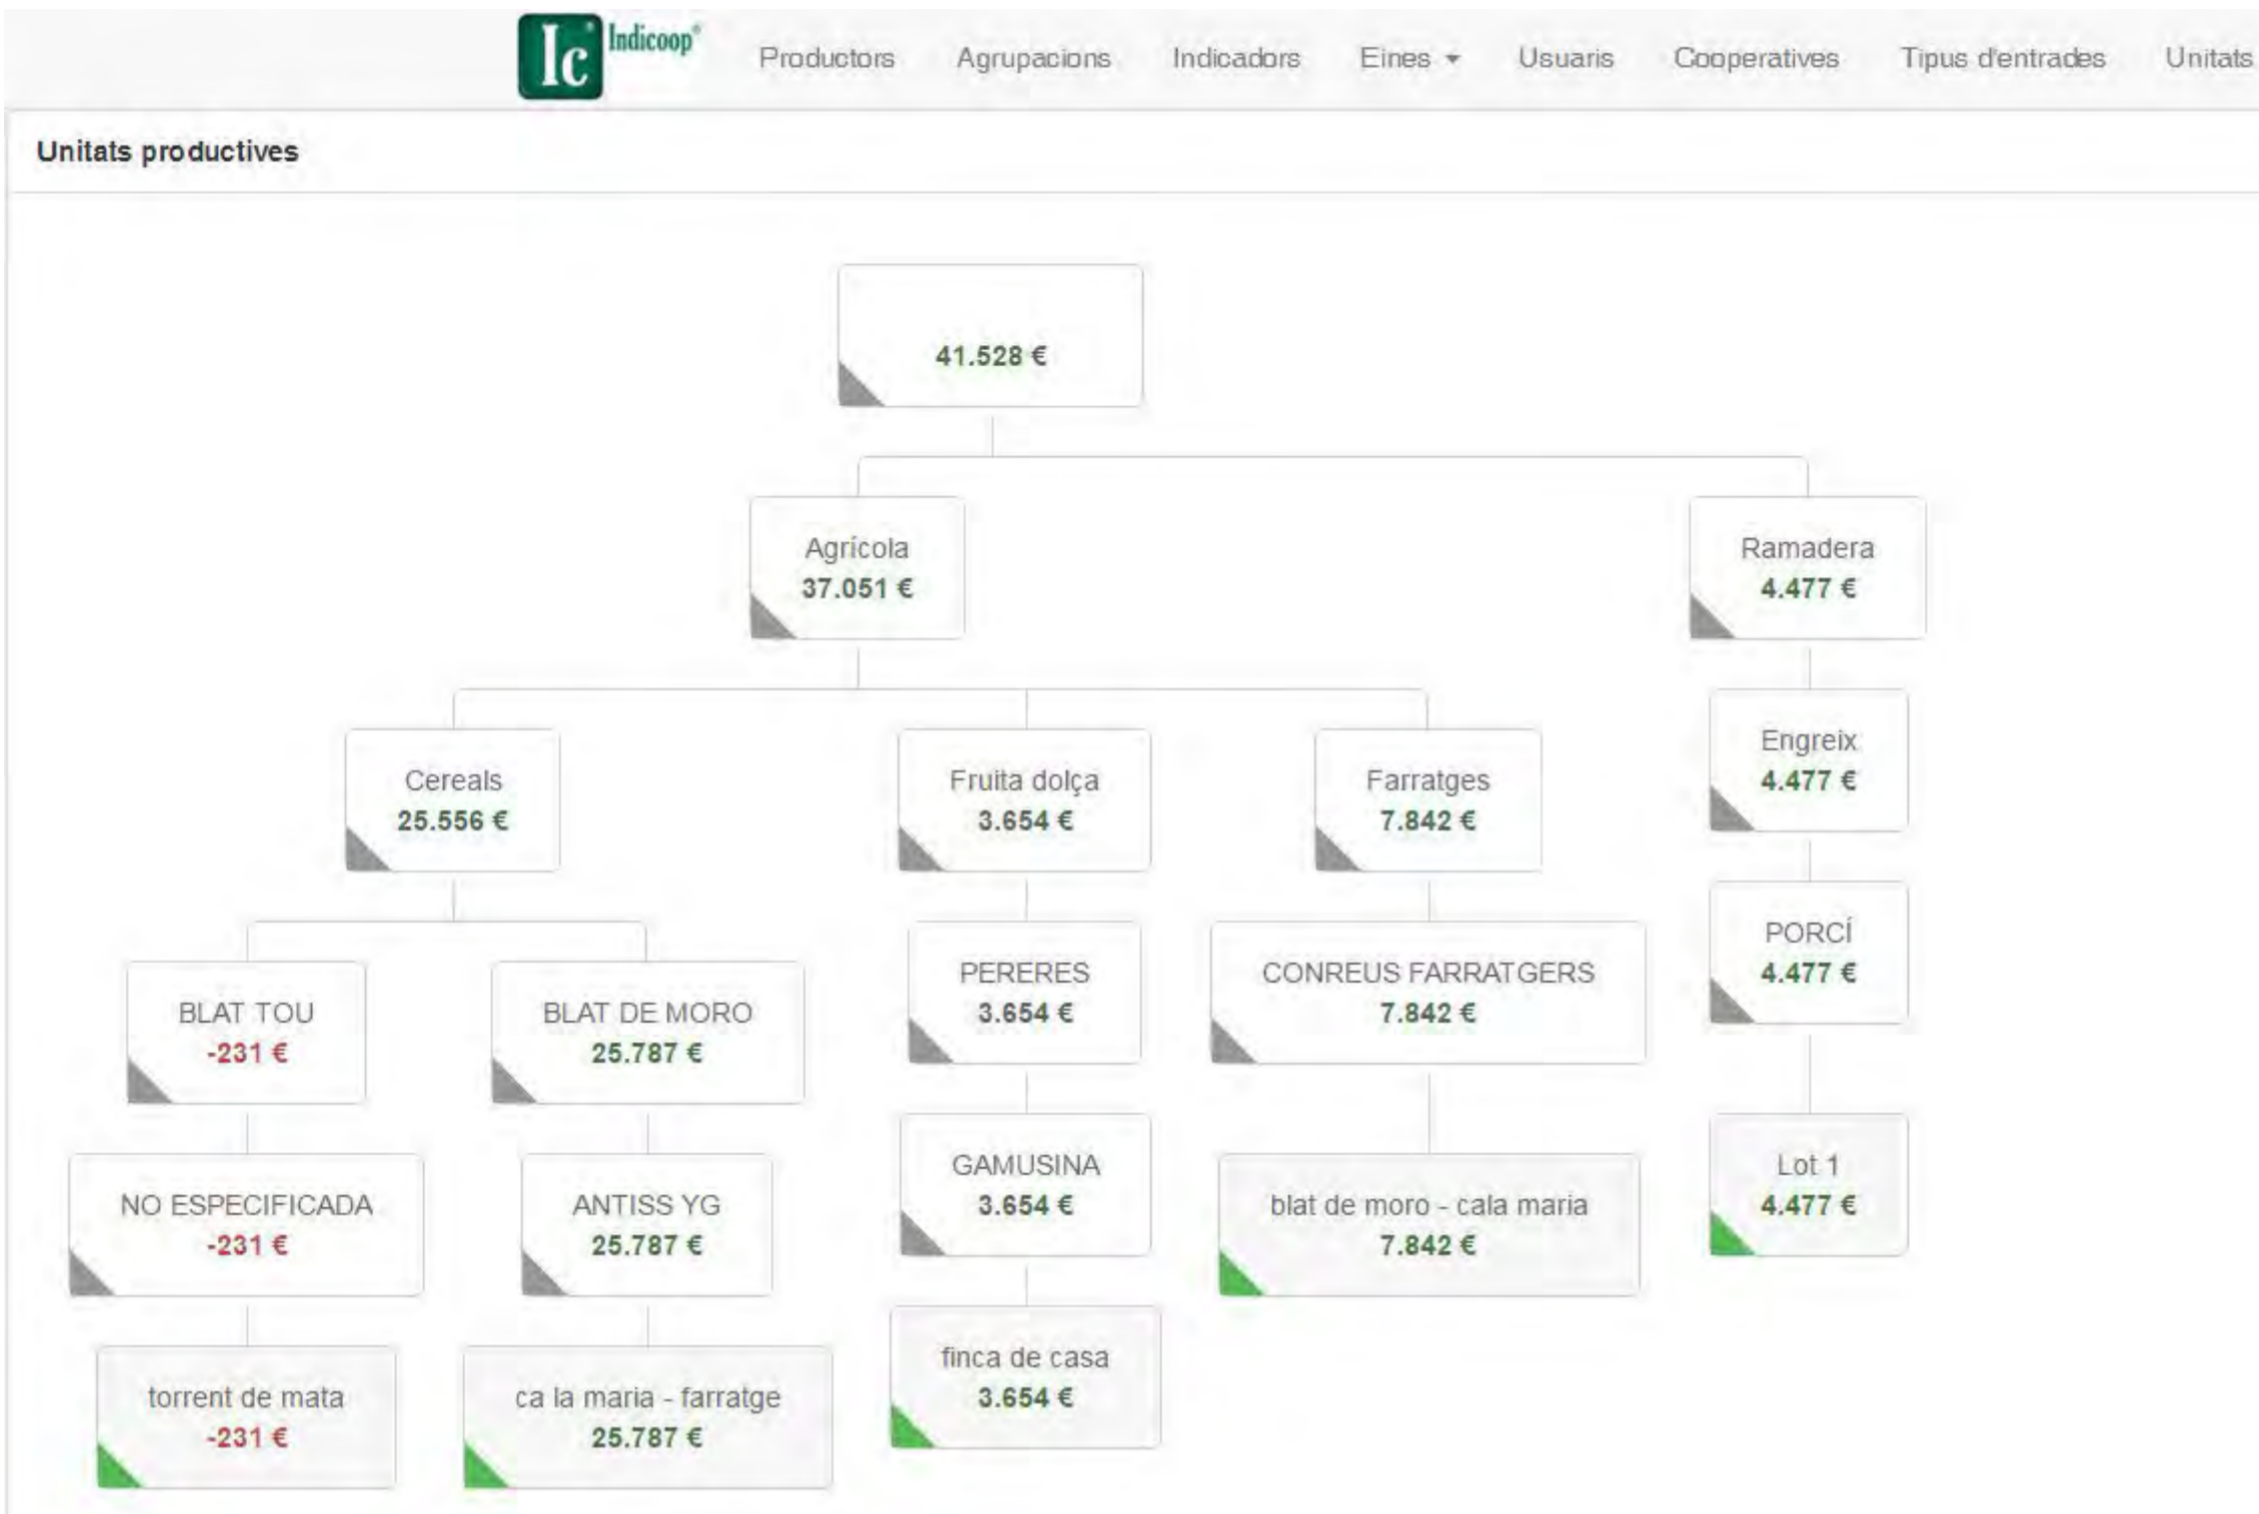 Ic Indicoop®
Productors Agrupacions Indicadors Eines Usuaris Cooperatives Tipus d'entrades Unitats
Unitats productives
41.528 €
Agrícola
37.051 €
Ramadera
4.477 €
Engreix
4.477 €
Cereals
25.556 €
Fruita dolça
3.654 €
Farratges
7.842 €
PORCÍ
4.477 €
BLAT TOU
-231 €
BLAT DE MORO
25.787 €
PERERES
3.654 €
CONREUS FARRATGERS
7.842 €
GAMUSINA
3.654 €
Lot 1
4.477 €
NO ESPECIFICADA
-231 €
ANTISS YG
25.787 €
blat de moro - cala maria
7.842 €
finca de casa
3.654 €
torrent de mata
-231 €
ca la maria - farratge
25.787 €